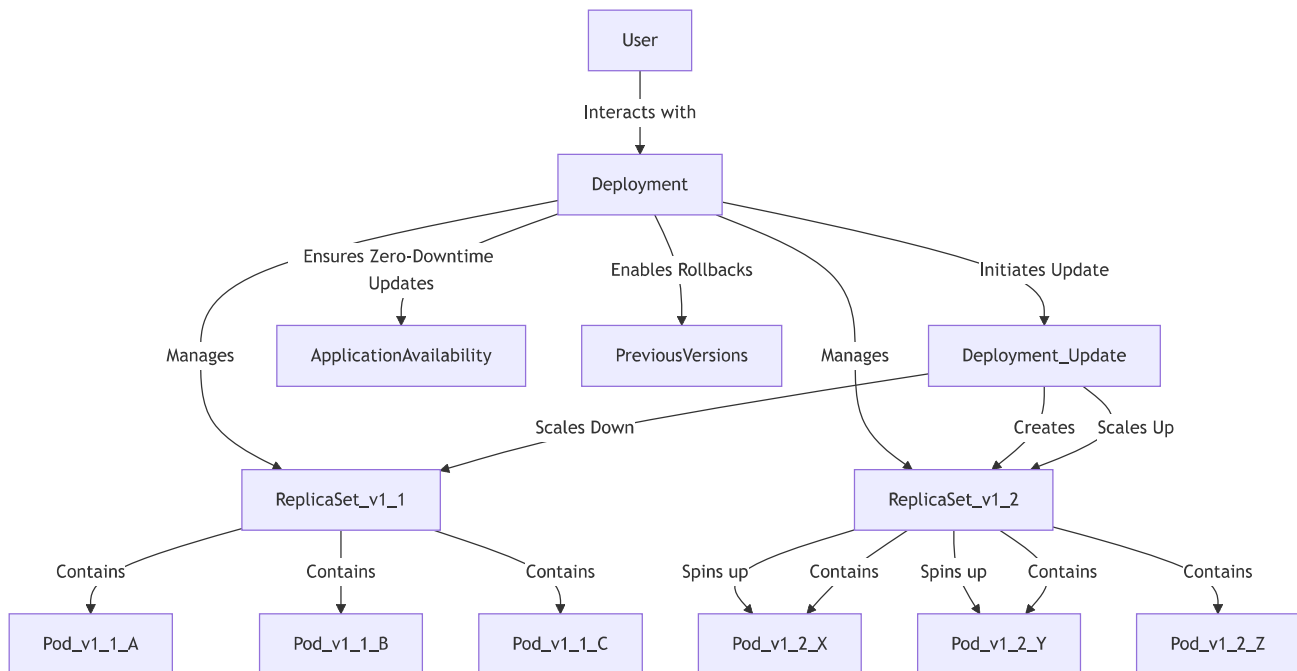 User
Interacts with
Deployment
Ensures Zero-Downtime
Updates
Enables Rollbacks
Initiates Update
Manages
ApplicationAvailability
PreviousVersions
Manages
Deployment_Update
Scales Down
Creates
Scales Up
ReplicaSet_v1_1
ReplicaSet_v1_2
Contains
Contains
Contains
Spins up
Contains
Spins up
Contains
Contains
Pod_v1_1_A
Pod_v1_1_B
Pod_v1_1_C
Pod_v1_2_X
Pod_v1_2_Y
Pod_v1_2_Z